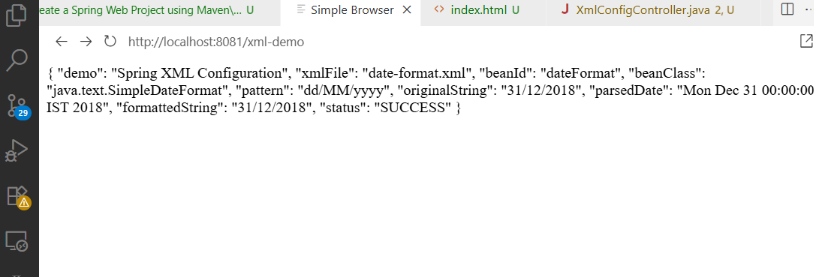 eate a Spring Web Project using Maven\... U
Simple Browser
index.html U
XmlConfigController.java 2, U
http://localhost:8081/xml-demo
{ "demo": "Spring XML Configuration", "xmlFile": "date-format.xml", "beanId": "dateFormat", "beanClass":
"java.text.SimpleDateFormat", "pattern": "dd/MM/yyyy", "originalString": "31/12/2018", "parsedDate": "Mon Dec 31 00:00:00
IST 2018", "formattedString": "31/12/2018", "status": "SUCCESS" }
29